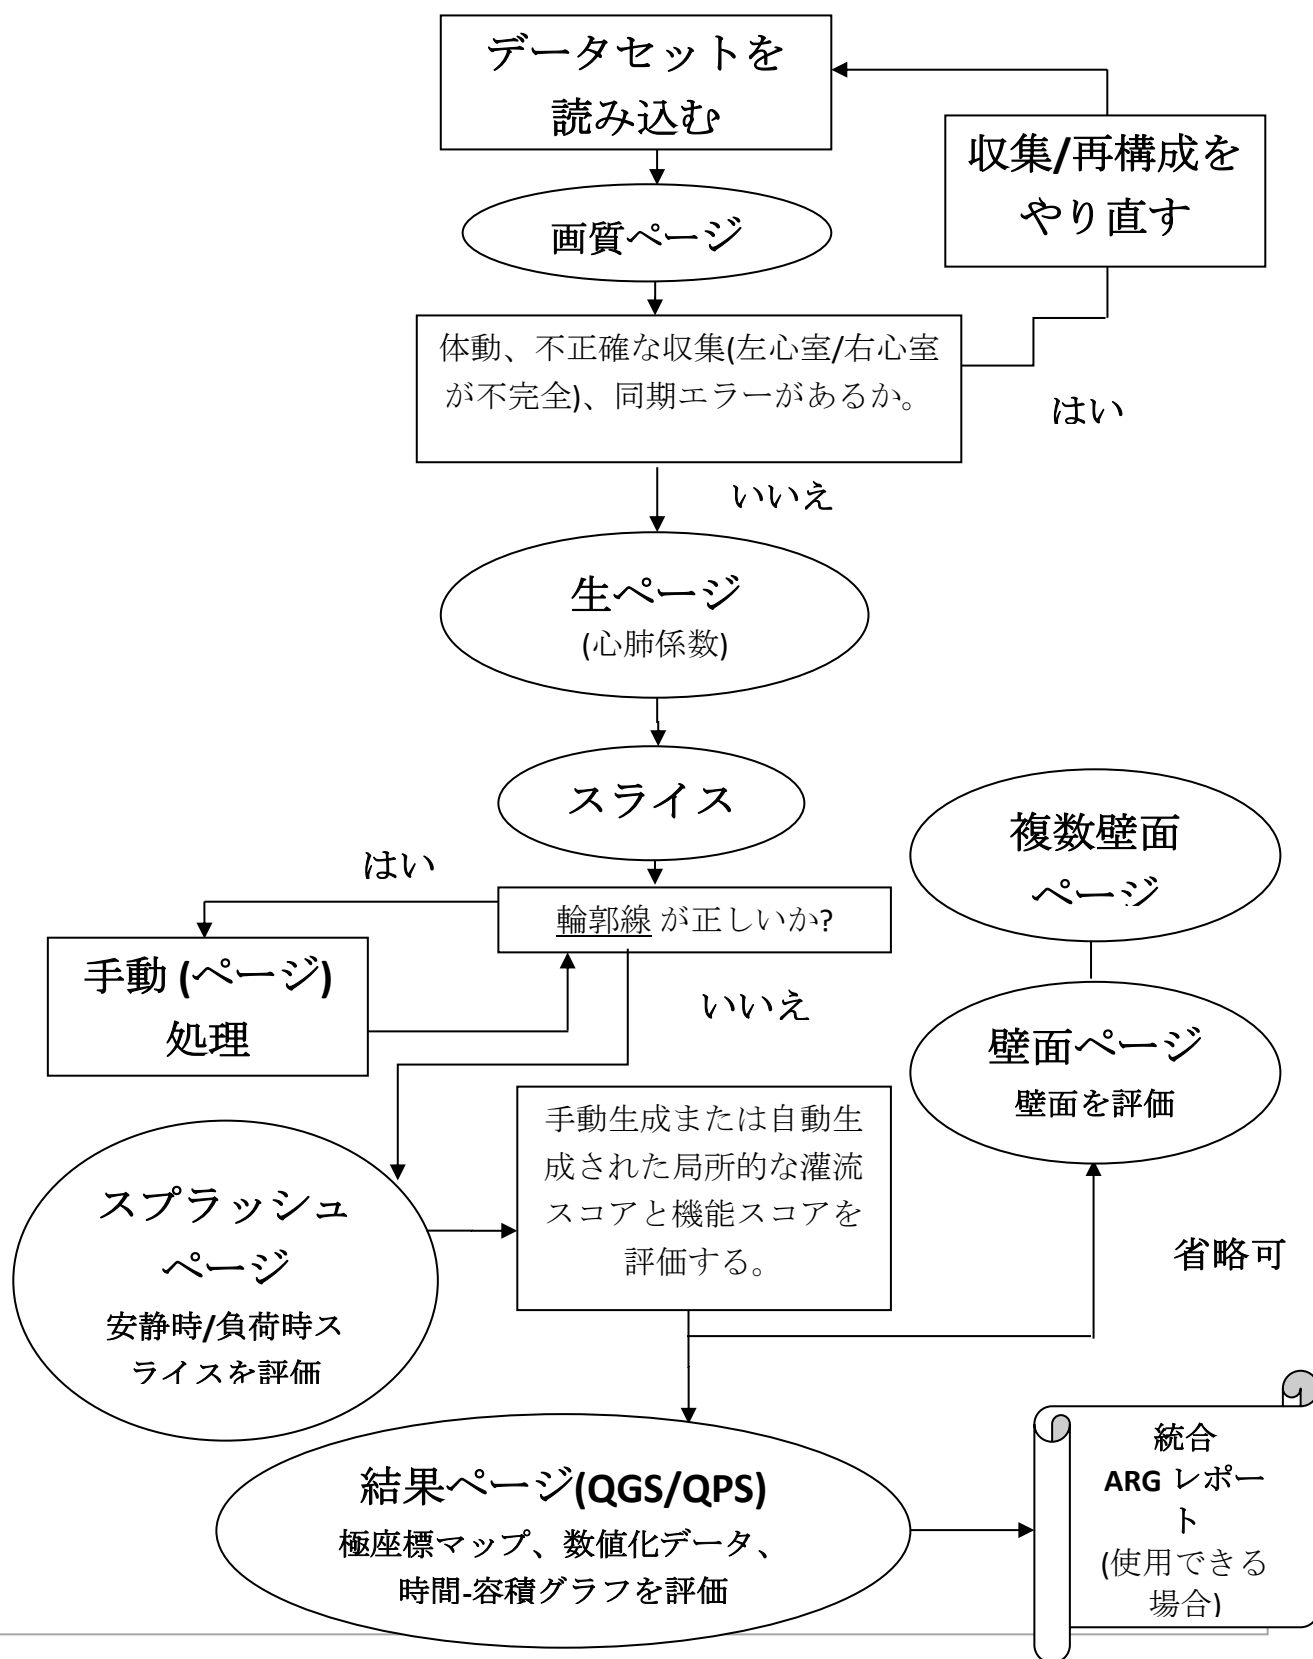 データセットを
読み込む
収集/再構成を
やり直す
画質ページ
体動、不正確な収集(左心室/右心室
が不完全)、同期エラーがあるか。
はい
いいえ
生ページ
(心肺係数)
スライス
複数壁面
ページ
はい
輪郭線 が正しいか?
手動 (ページ)
処理
いいえ
壁面ページ
壁面を評価
手動生成または自動生
成された局所的な灌流
スコアと機能スコアを
評価する。
スプラッシュ
ページ
安静時/負荷時ス
ライスを評価
省略可
結果ページ(QGS/QPS)
極座標マップ、数値化データ、
時間-容積グラフを評価
統合
ARG レポー
ト
(使用できる
場合)